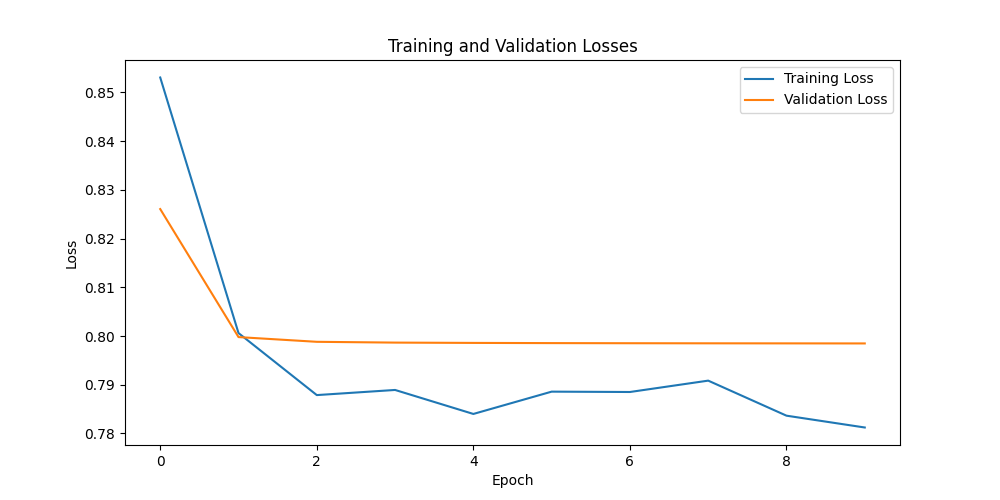 Training and Validation Losses
Training Loss
Validation Loss
0.85
0.84
0.83
0.82
0.81
0.80
0.79
0.78
Loss
0 2 4 6 8
Epoch